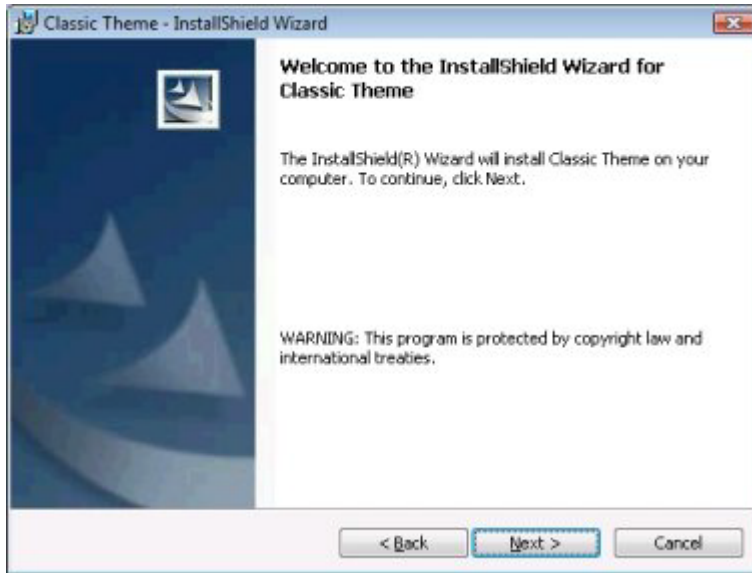 Classic Theme - InstallShield Wizard
Welcome to the InstallShield Wizard for
Classic Theme
The InstallShield(R) Wizard will install Classic Theme on your
computer. To continue, click Next.
WARNING: This program is protected by copyright law and
international treaties.
< Back
Next >
Cancel